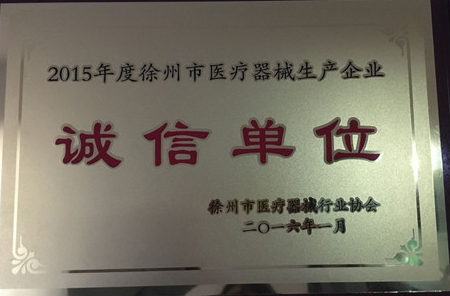 2015年度徐州市医疗器械生产企业
诚信单位
徐州市医疗器械行业协会
二〇一六年一月